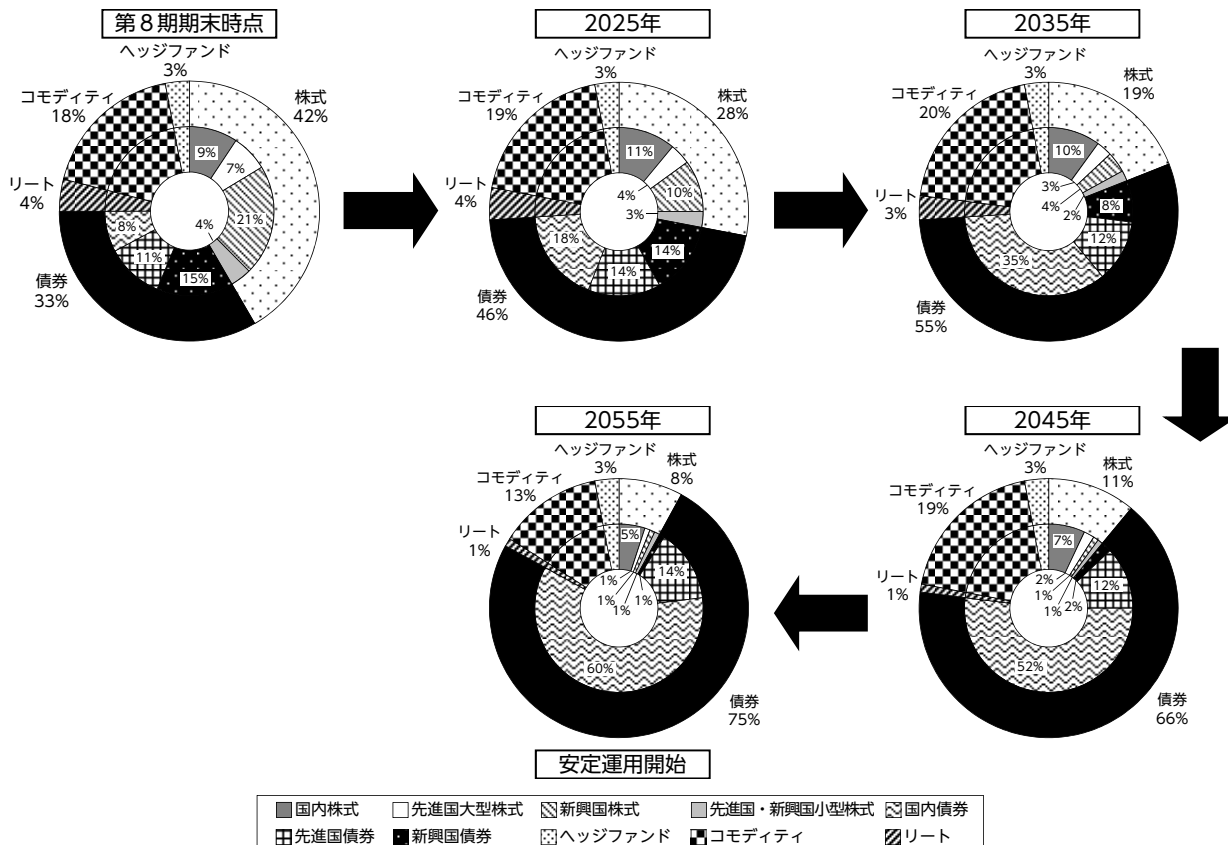 第8期期末時点
ヘッジファンド
3%
株式
42%
コモディティ
18%
リート
4%
債券
33%
9%
7%
21%
4%
15%
11%
8%
2025年
ヘッジファンド
3%
株式
28%
コモディティ
19%
リート
4%
債券
46%
11%
4%
10%
3%
14%
14%
18%
2035年
ヘッジファンド
3%
株式
19%
コモディティ
20%
リート
3%
債券
55%
10%
3%
4%
2%
8%
12%
35%
2055年
ヘッジファンド
3%
株式
8%
コモディティ
13%
リート
1%
債券
75%
5%
1%
1%
1%
1%
14%
60%
安定運用開始
2045年
ヘッジファンド
3%
株式
11%
コモディティ
19%
リート
1%
債券
66%
7%
2%
1%
1%
2%
12%
52%
国内株式 先進国大型株式 新興国株式 先進国・新興国小型株式 国内債券
先進国債券 新興国債券 ヘッジファンド コモディティ リート